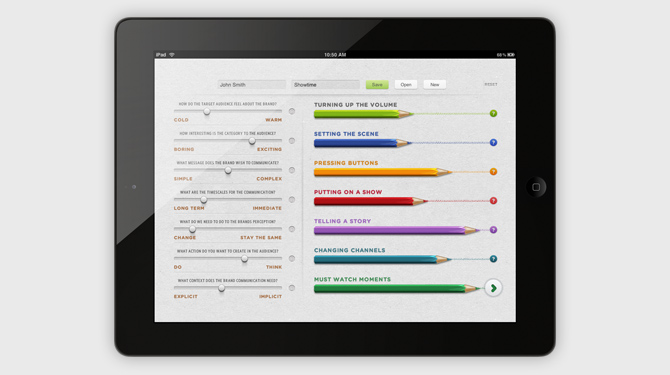 iPad
10:50 AM
88%
John Smith
Showtime
Save
Open
New
RESET
HOW DO THE TARGET AUDIENCE FEEL ABOUT THE BRAND?
COLD WARM
HOW INTERESTING IS THE CATEGORY TO THE AUDIENCE?
BORING EXCITING
WHAT MESSAGE DOES THE BRAND WISH TO COMMUNICATE?
SIMPLE COMPLEX
WHAT ARE THE TIMESCALES FOR THE COMMUNICATION?
LONG TERM IMMEDIATE
WHAT DO WE NEED TO DO TO THE BRANDS PERCEPTION?
CHANGE STAY THE SAME
WHAT ACTION DO YOU WANT TO CREATE IN THE AUDIENCE?
DO THINK
WHAT CONTEXT DOES THE BRAND COMMUNICATION NEED?
EXPLICIT IMPLICIT
TURNING UP THE VOLUME
?
SETTING THE SCENE
?
PRESSING BUTTONS
?
PUTTING ON A SHOW
?
TELLING A STORY
?
CHANGING CHANNELS
?
MUST WATCH MOMENTS